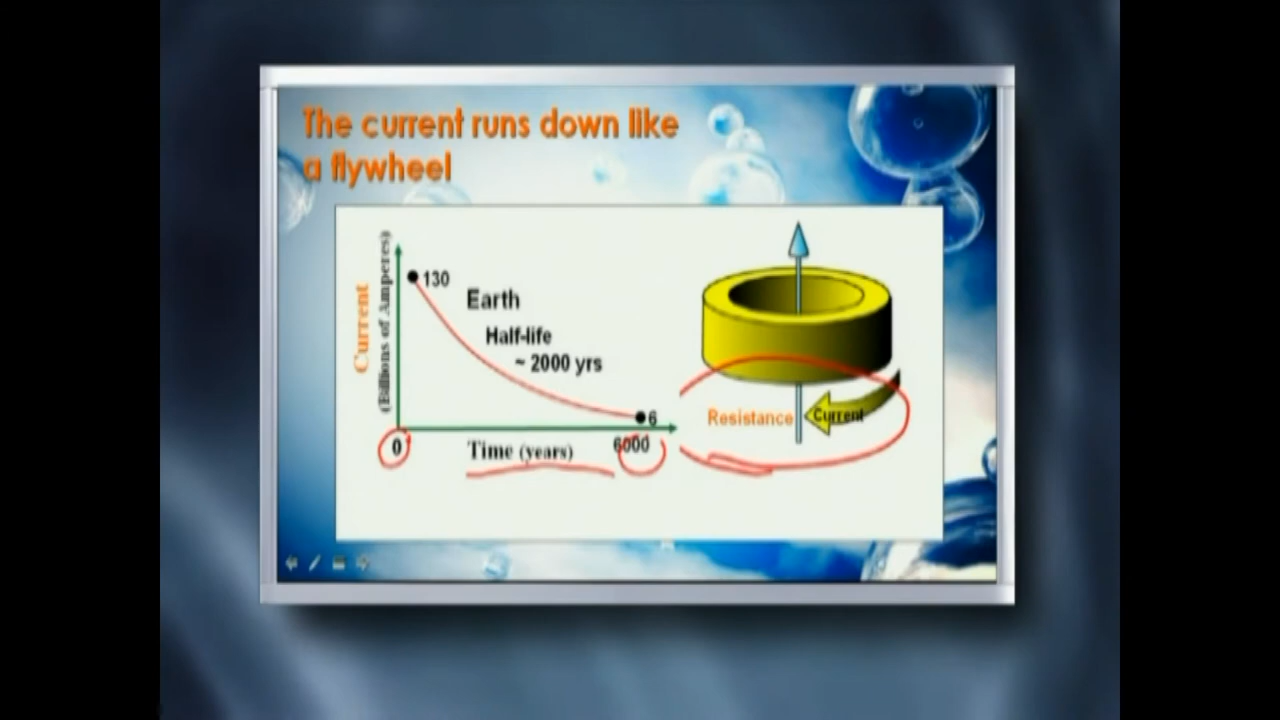 The current runs down like
a flywheel
Current
(Billions of Amperes)
130
Earth
Half-life
~ 2000 yrs
6
0
Time (years)
6000
Resistance
Current